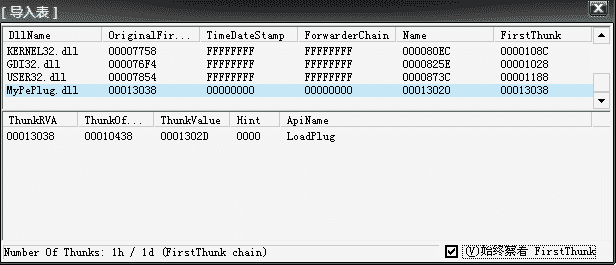 [ 导入表 ]
DllName OriginalFir... TimeDateStamp ForwarderChain Name FirstThunk
KERNEL32.dll 00007758 FFFFFFFF FFFFFFFF 000080EC 0000108C
GDI32.dll 000076F4 FFFFFFFF FFFFFFFF 0000825E 00001028
USER32.dll 00007854 FFFFFFFF FFFFFFFF 0000873C 00001188
MyPePlug.dll 00013038 00000000 00000000 00013020 00013038
ThunkRVA ThunkOf... ThunkValue Hint ApiName
00013038 00010438 0001302D 0000 LoadPlug
Number Of Thunks: 1h / 1d (FirstThunk chain) (V)始终察看 FirstThunk